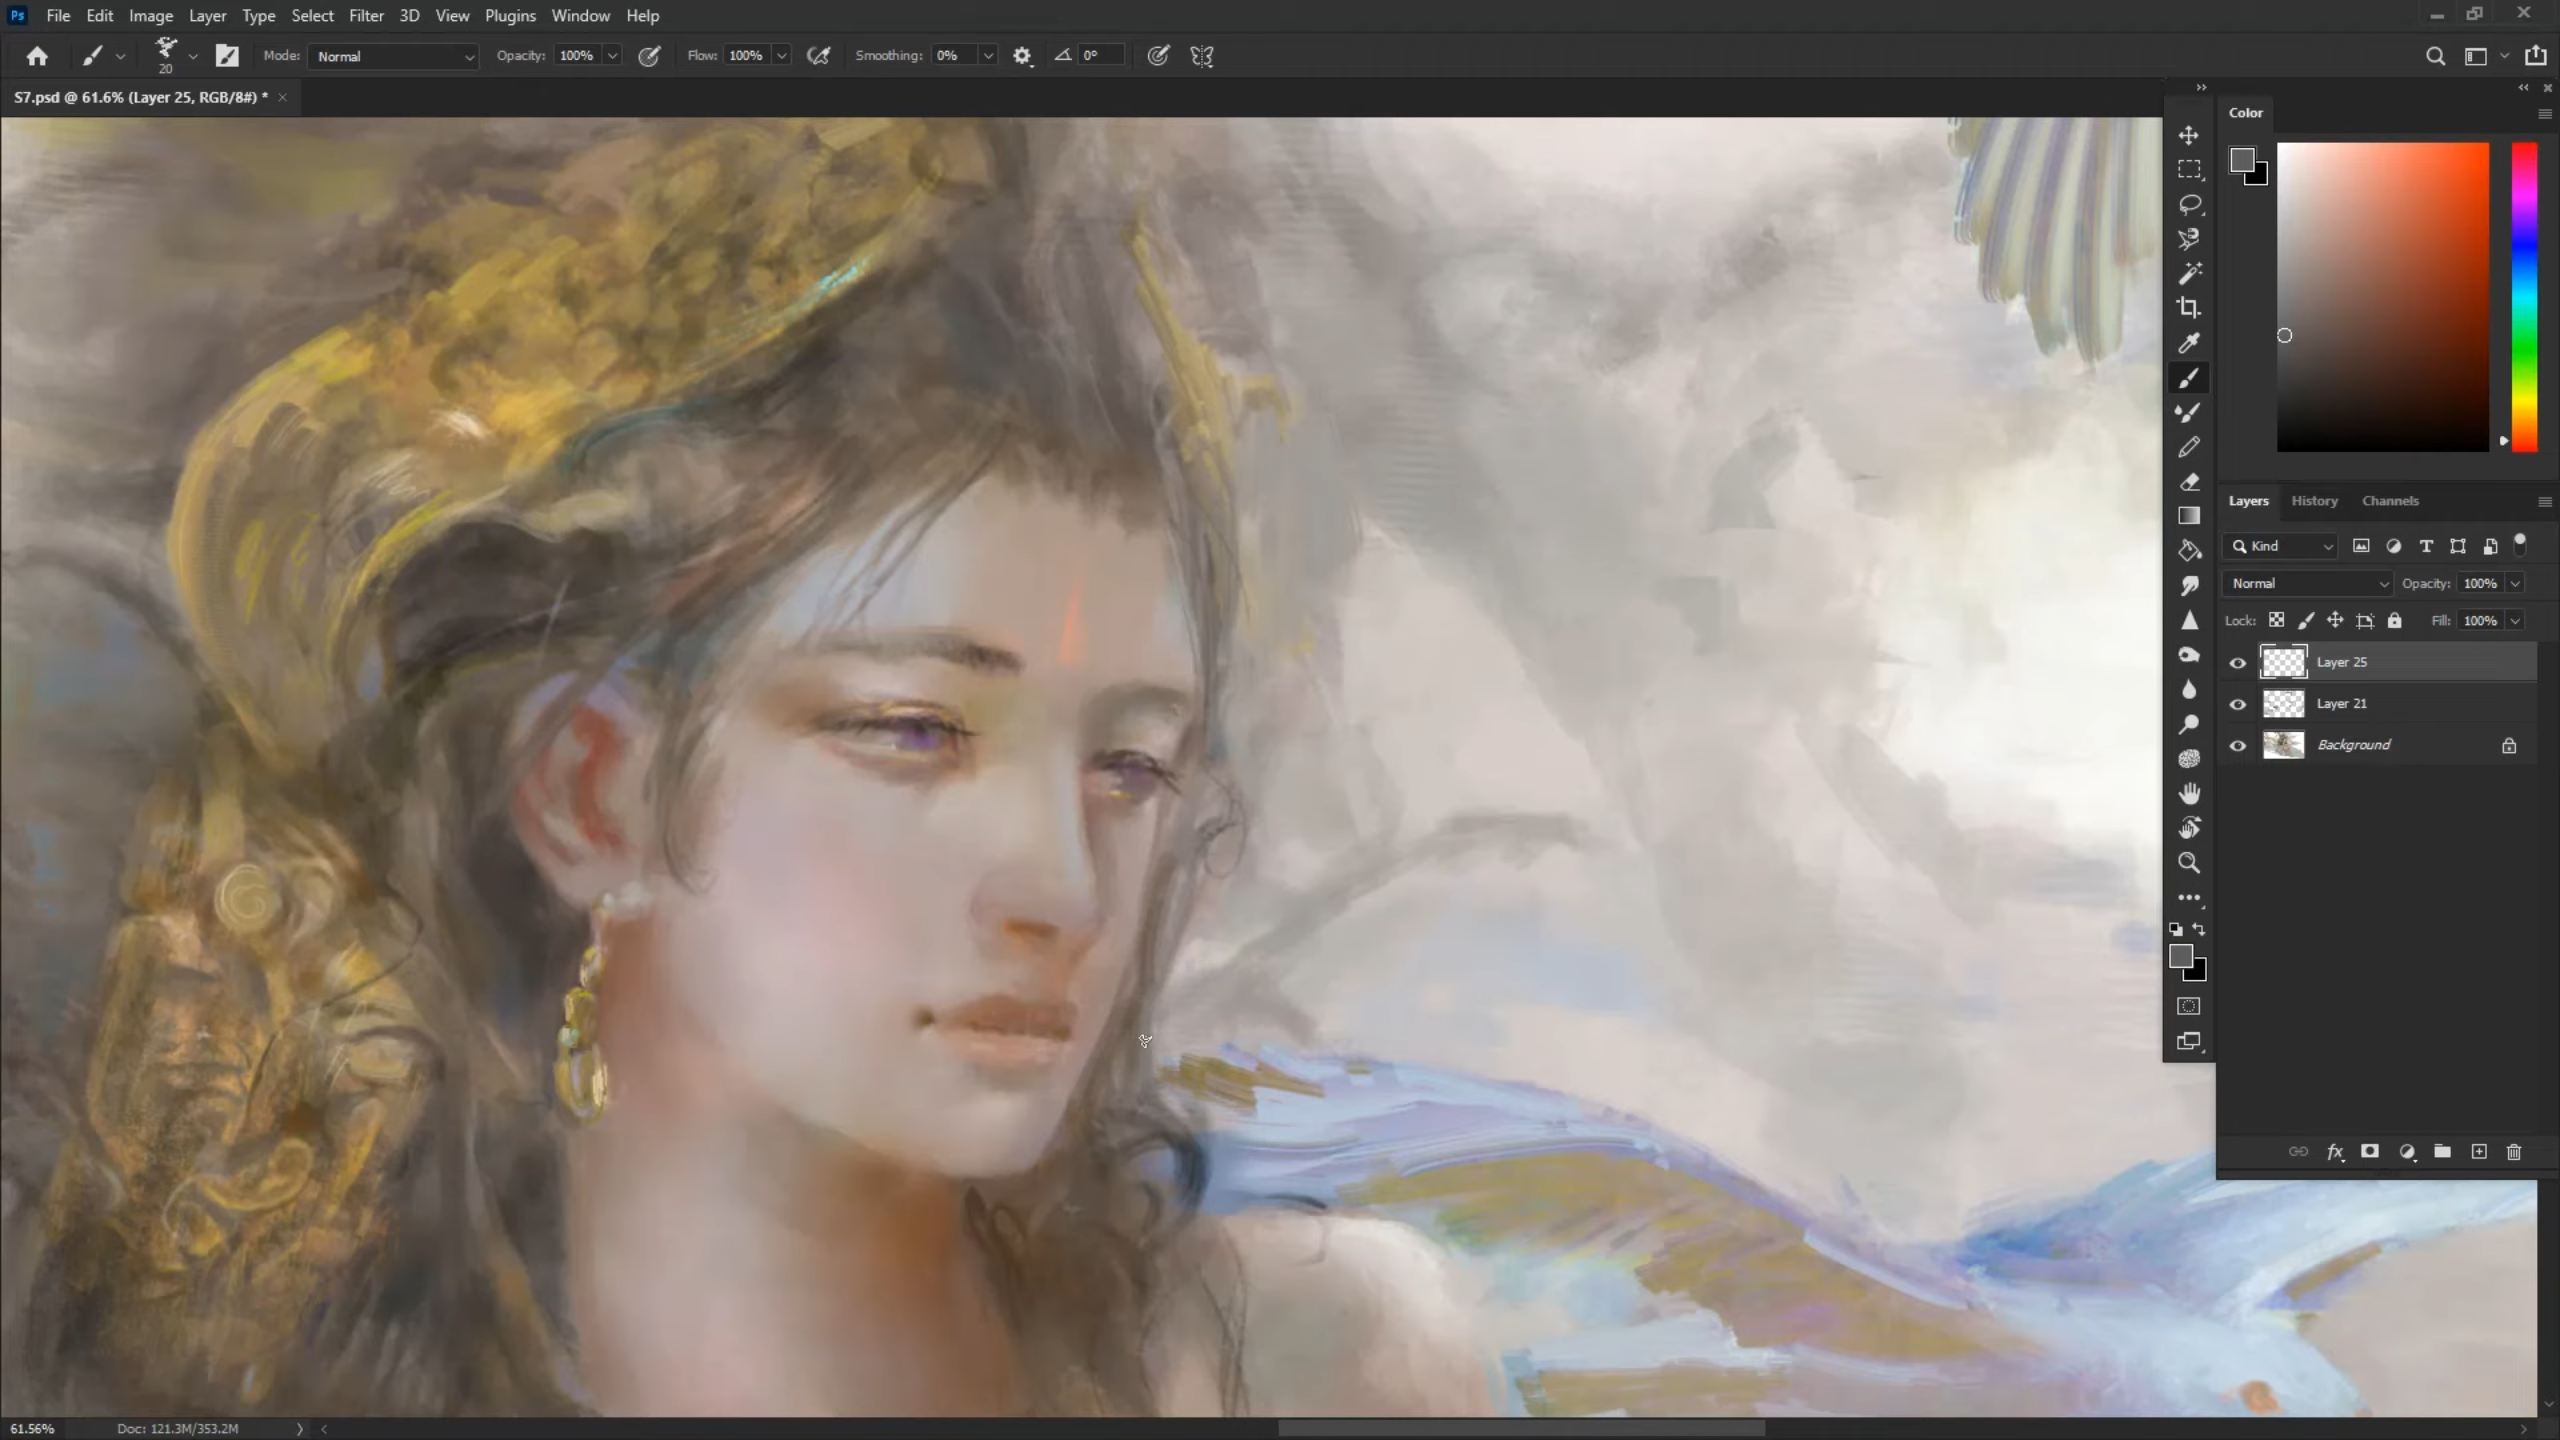 Ps File Edit Image Layer Type Select Filter 3D View Plugins Window Help
20 Mode: Normal Opacity: 100% Flow: 100% Smoothing: 0% 0°
S7.psd @ 61.6% (Layer 25, RGB/8#) * ×
Color
Layers History Channels
Kind
Normal Opacity: 100%
Lock: Fill: 100%
Layer 25
Layer 21
Background
fx
61.56% Doc: 121.3M/353.2M